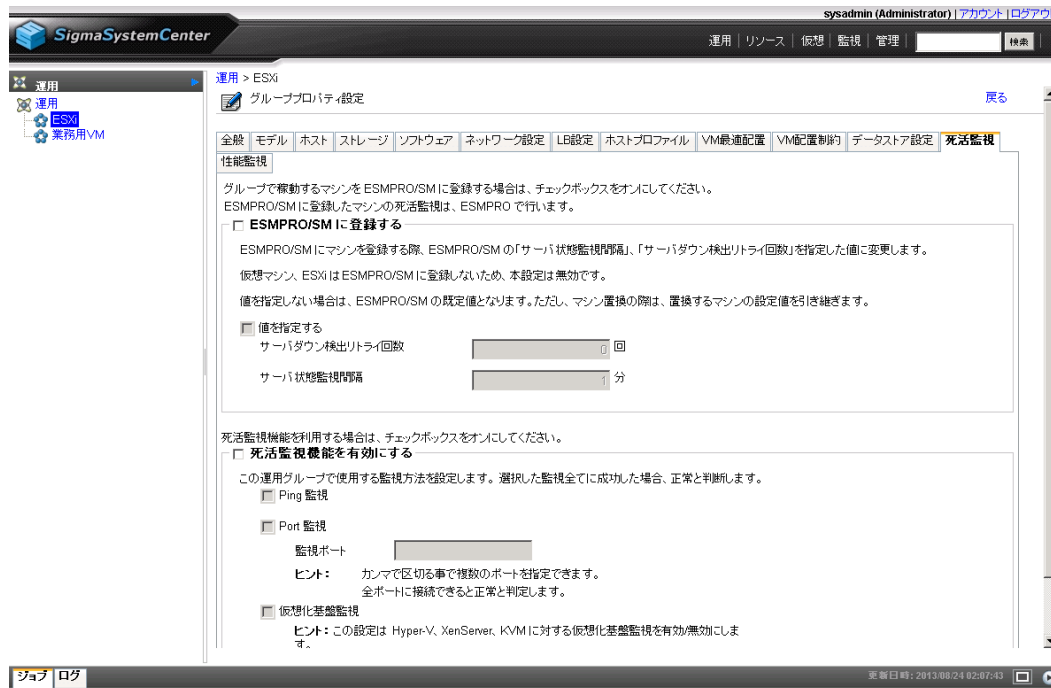 sysadmin (Administrator) | アカウント | ログアウ
SigmaSystemCenter
運用 | リソース | 仮想 | 監視 | 管理 | 検索
運用
運用
ESXi
業務用VM
運用 > ESXi
グループプロパティ設定
戻る
全般 モデル ホスト ストレージ ソフトウェア ネットワーク設定 LB設定 ホストプロファイル VM最適配置 VM配置制約 データストア設定 死活監視
性能監視
グループで稼動するマシンを ESMPRO/SM に登録する場合は、チェックボックスをオンにしてください。
ESMPRO/SM に登録したマシンの死活監視は、ESMPRO で行います。
ESMPRO/SM に登録する
ESMPRO/SM にマシンを登録する際、ESMPRO/SM の「サーバ状態監視間隔」、「サーバダウン検出リトライ回数」を指定した値に変更します。
仮想マシン、ESXi は ESMPRO/SM に登録しないため、本設定は無効です。
値を指定しない場合は、ESMPRO/SM の既定値となります。ただし、マシン置換の際は、置換するマシンの設定値を引き継ぎます。
値を指定する
サーバダウン検出リトライ回数 0 回
サーバ状態監視間隔 1 分
死活監視機能を利用する場合は、チェックボックスをオンにしてください。
死活監視機能を有効にする
この運用グループで使用する監視方法を設定します。選択した監視全てに成功した場合、正常と判断します。
Ping 監視
Port 監視
監視ポート
ヒント： カンマで区切る事で複数のポートを指定できます。
全ポートに接続できると正常と判定します。
仮想化基盤監視
ヒント：この設定は Hyper-V、XenServer、KVM に対する仮想化基盤監視を有効/無効にしま
す。
ジョブ ログ
更新日時: 2013/08/24 02:07:43